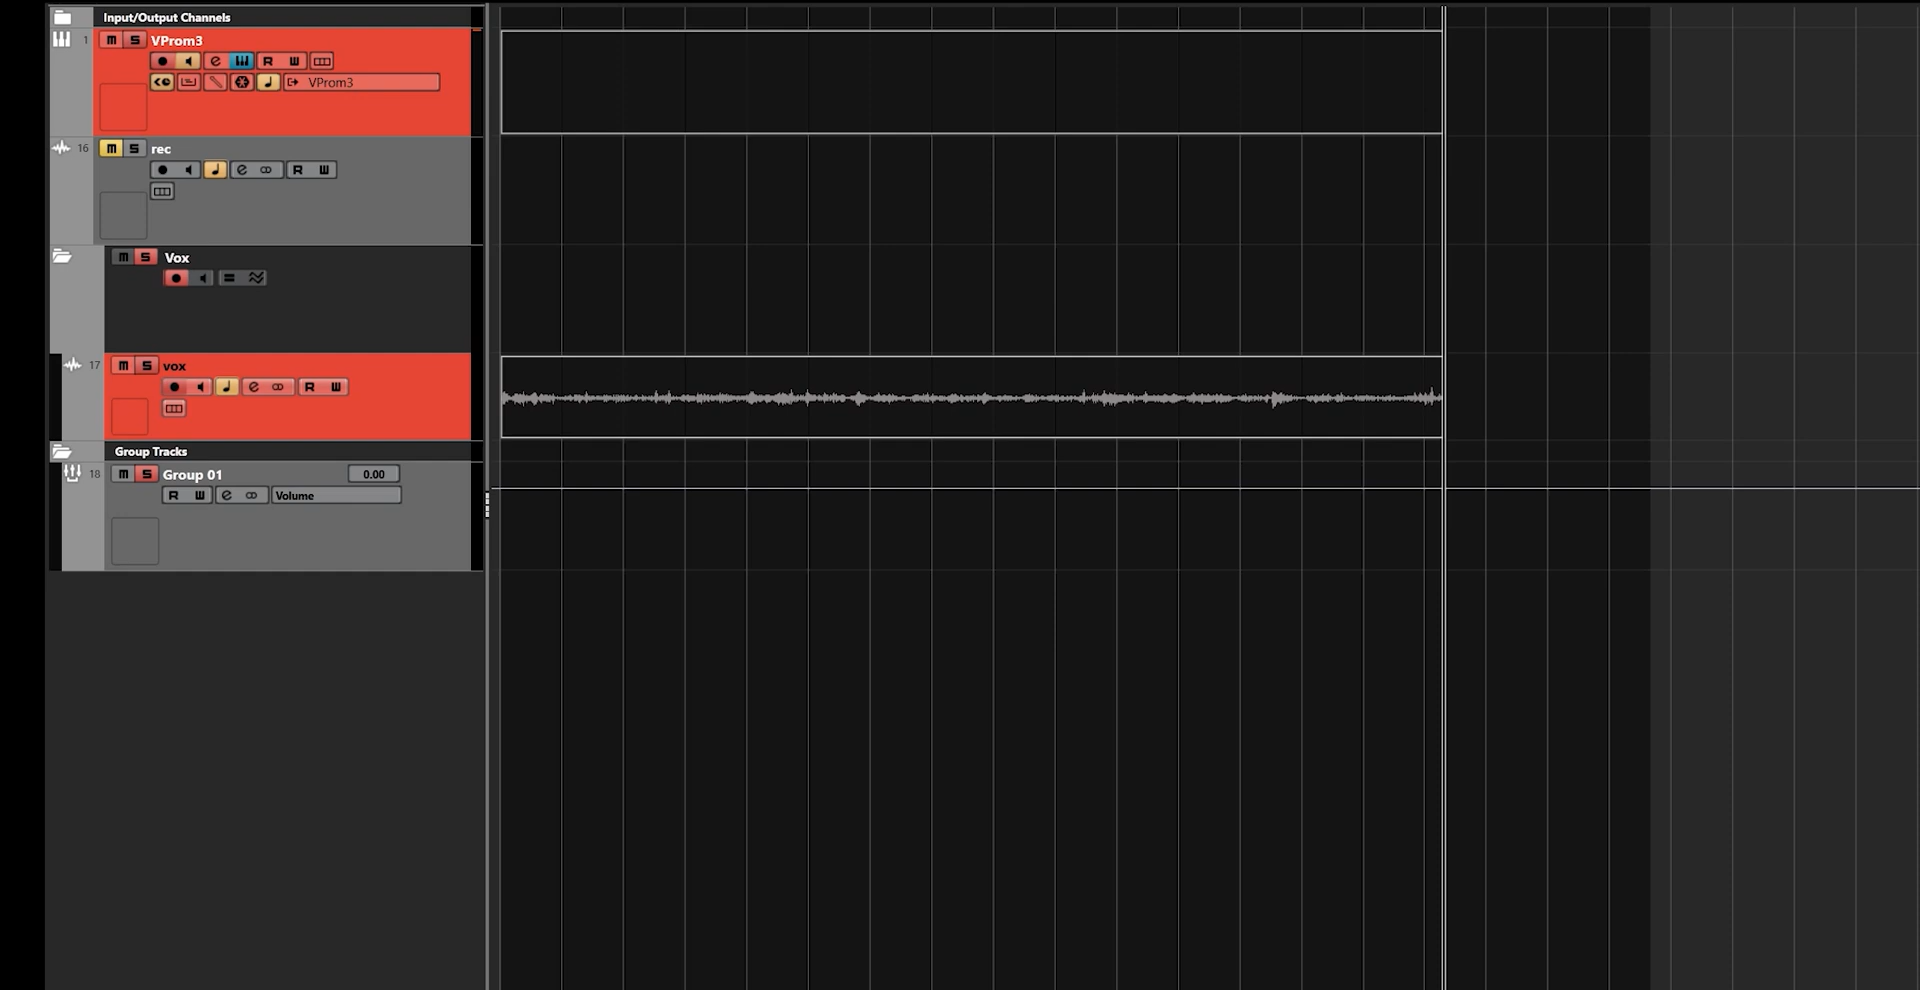 Input/Output Channels
1 m S VProm3
e R W
VProm3
16 m S rec
e R W
m S Vox
17 m S vox
e R W
Group Tracks
18 m S Group 01 0.00
R W e Volume